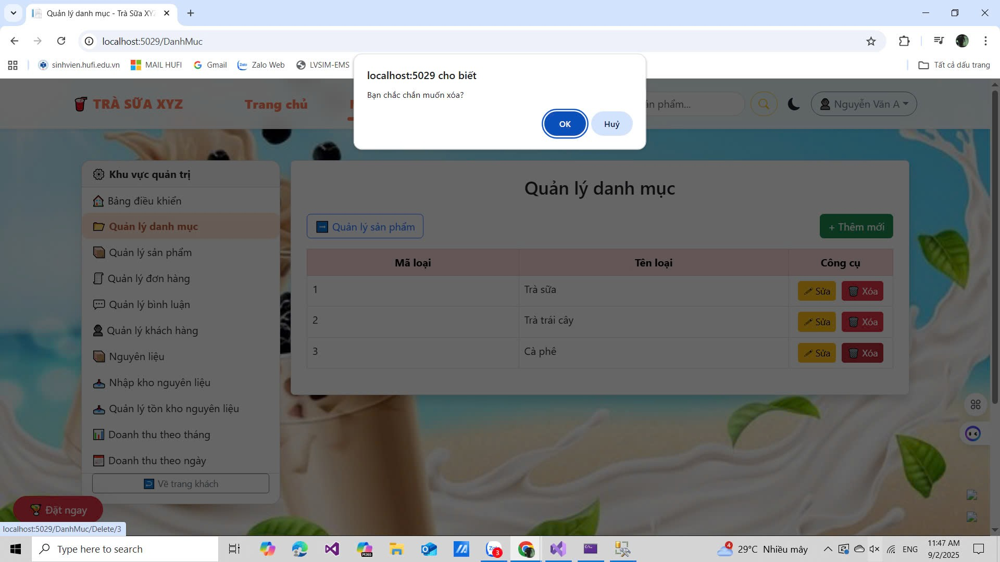 Quản lý danh mục - Trà Sữa XYZ
localhost:5029/DanhMuc
sinhvien.hufi.edu.vn
MAIL HUFI
Gmail
Zalo Web
LVSIM-EMS
Tất cả dấu trang
localhost:5029 cho biết
Bạn chắc chắn muốn xóa?
OK
Huỷ
TRÀ SỮA XYZ
Trang chủ
phẩm...
Nguyễn Văn A
Khu vực quản trị
Bảng điều khiển
Quản lý danh mục
Quản lý sản phẩm
Quản lý đơn hàng
Quản lý bình luận
Quản lý khách hàng
Nguyên liệu
Nhập kho nguyên liệu
Quản lý tồn kho nguyên liệu
Doanh thu theo tháng
Doanh thu theo ngày
Về trang khách
Đặt ngay
Quản lý danh mục
Quản lý sản phẩm
+ Thêm mới
Mã loại Tên loại Công cụ
1 Trà sữa Sửa Xóa
2 Trà trái cây Sửa Xóa
3 Cà phê Sửa Xóa
localhost:5029/DanhMuc/Delete/3
Type here to search
M365
Zalo
3
4
29°C Nhiều mây
ENG
11:47 AM
9/2/2025